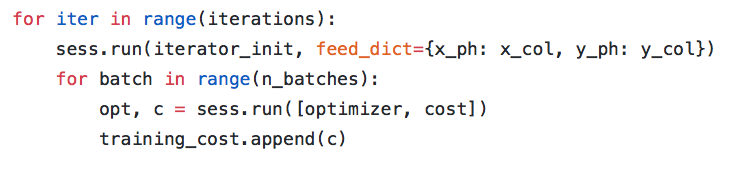 for iter in range(iterations):
    sess.run(iterator_init, feed_dict={x_ph: x_col, y_ph: y_col})
    for batch in range(n_batches):
        opt, c = sess.run([optimizer, cost])
        training_cost.append(c)